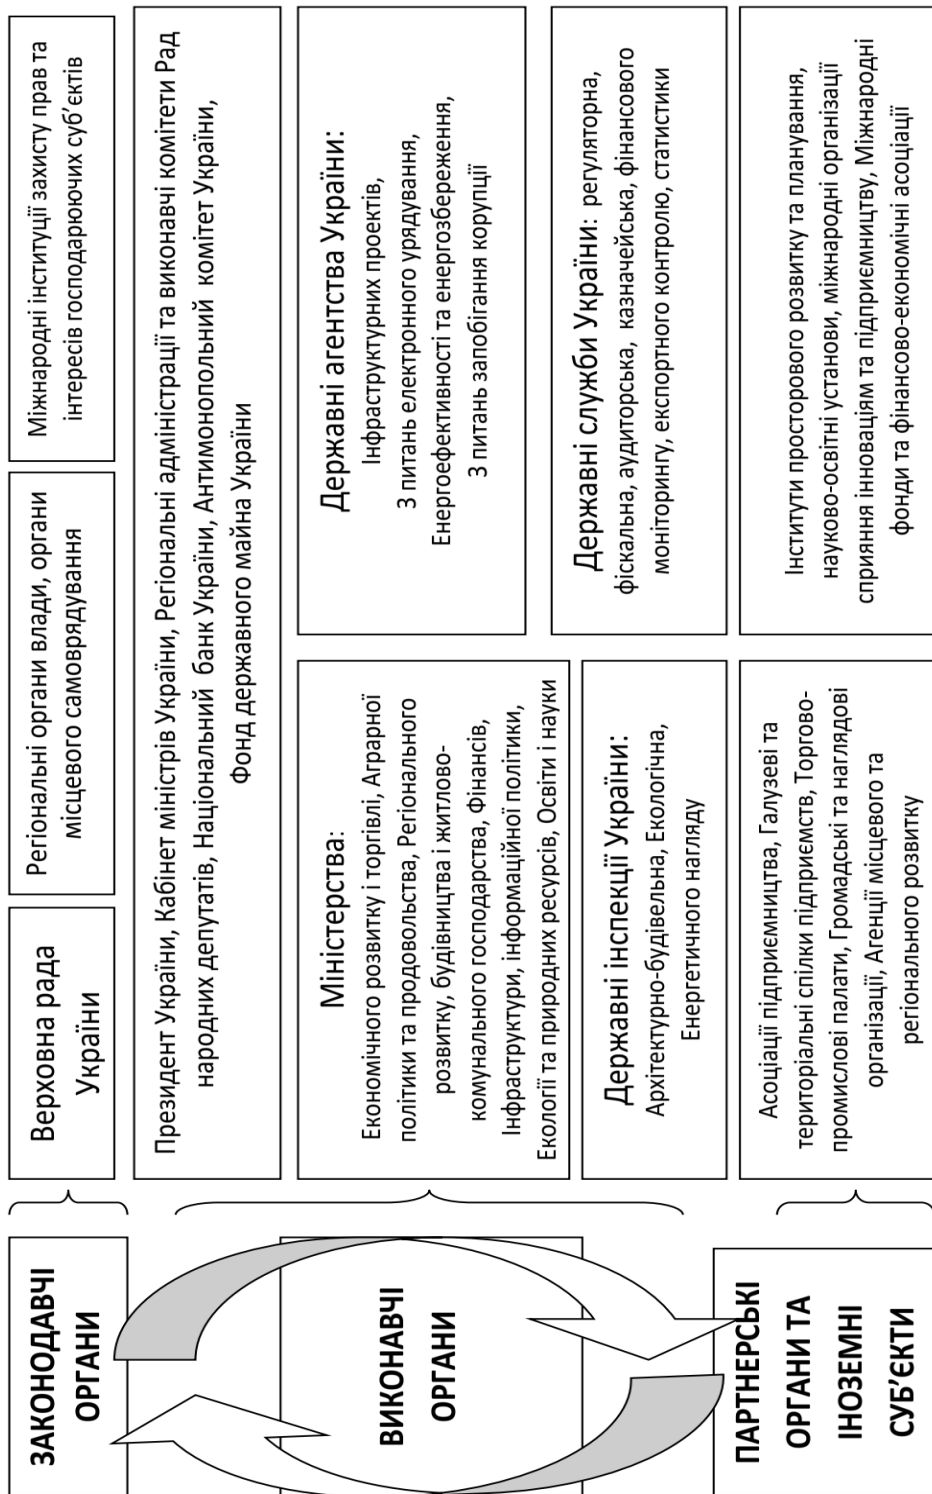 ЗАКОНОДАВЧІ
ОРГАНИ
Верховна рада
України
Регіональні органи влади, органи
місцевого самоврядування
Міжнародні інституції захисту прав та
інтересів господарюючих суб’єктів
ВИКОНАВЧІ
ОРГАНИ
Президент України, Кабінет міністрів України, Регіональні адміністрації та виконавчі комітети Рад
народних депутатів, Національний банк України, Антимонопольний комітет України,
Фонд державного майна України
Міністерства:
Економічного розвитку і торгівлі, Аграрної
політики та продовольства, Регіонального
розвитку, будівництва і житлово-
комунального господарства, Фінансів,
Інфраструктури, інформаційної політики,
Екології та природних ресурсів, Освіти і науки
Державні агентства України:
Інфраструктурних проектів,
З питань електронного урядування,
Енергоефективності та енергозбереження,
З питань запобігання корупції
Державні інспекції України:
Архітектурно-будівельна, Екологічна,
Енергетичного нагляду
Державні служби України: регуляторна,
фіскальна, аудиторська, казначейська, фінансового
моніторингу, експортного контролю, статистики
ПАРТНЕРСЬКІ
ОРГАНИ ТА
ІНОЗЕМНІ
СУБ’ЄКТИ
Асоціації підприємництва, Галузеві та
територіальні спілки підприємств, Торгово-
промислові палати, Громадські та наглядові
організації, Агенції місцевого та
регіонального розвитку
Інститути просторового розвитку та планування,
науково-освітні установи, міжнародні організації
сприяння інноваціям та підприємництву, Міжнародні
фонди та фінансово-економічні асоціації